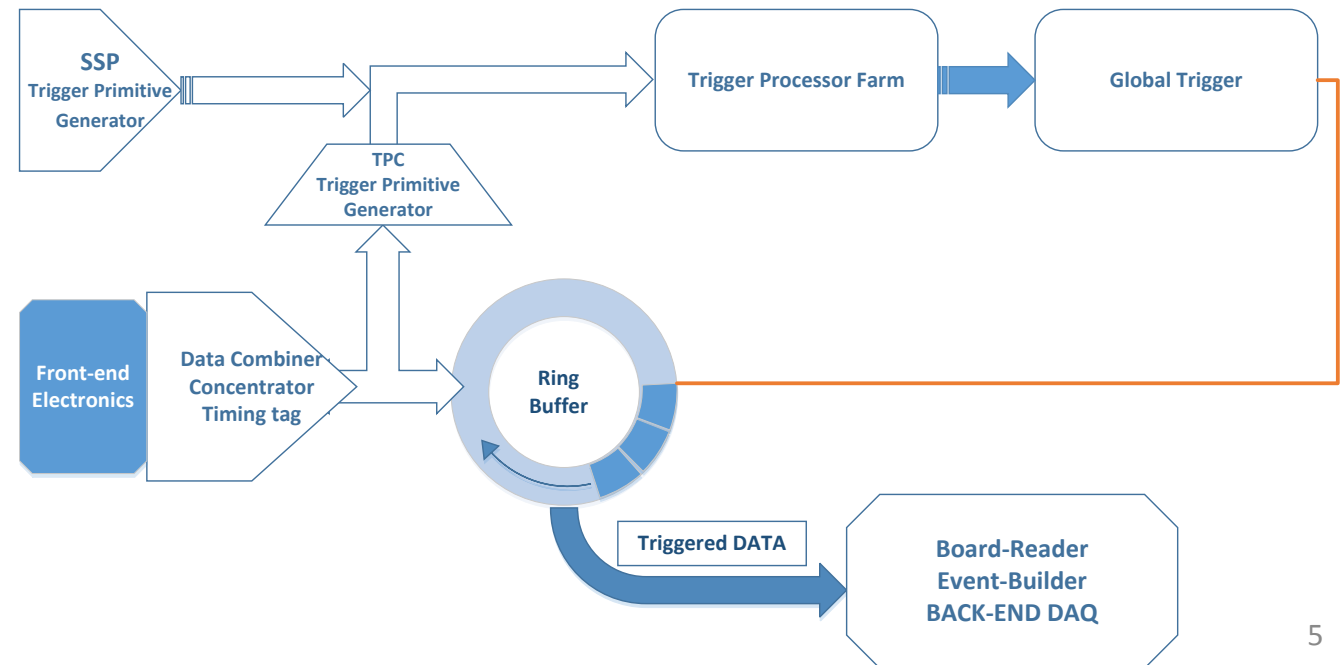 SSP
Trigger Primitive
Generator
Trigger Processor Farm
Global Trigger
TPC
Trigger Primitive
Generator
Front-end
Electronics
Data Combiner
Concentrator
Timing tag
Ring
Buffer
Triggered DATA
Board-Reader
Event-Builder
BACK-END DAQ
5